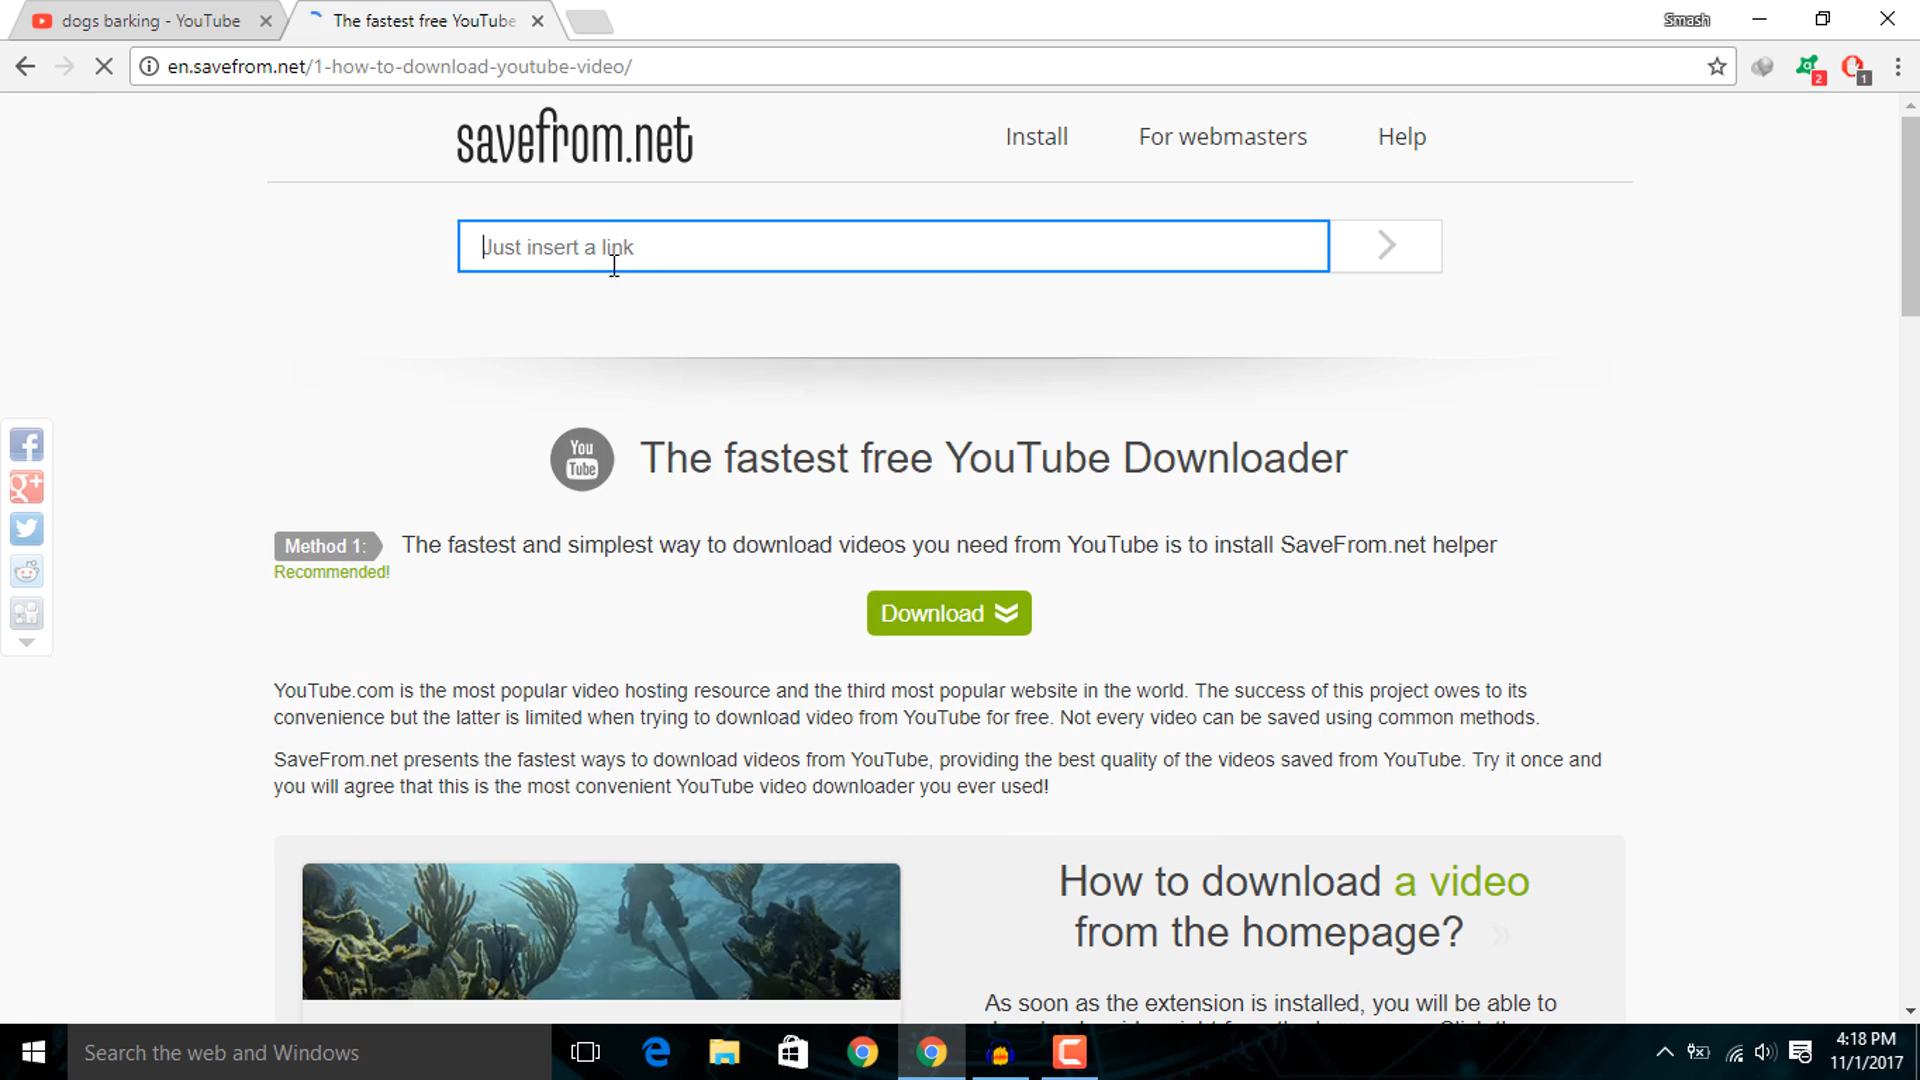 dogs barking - YouTube
The fastest free YouTube
Smash
en.savefrom.net/1-how-to-download-youtube-video/
2
1
savefrom.net
Install
For webmasters
Help
Just insert a link
You
Tube
The fastest free YouTube Downloader
Method 1:
Recommended!
The fastest and simplest way to download videos you need from YouTube is to install SaveFrom.net helper
Download
YouTube.com is the most popular video hosting resource and the third most popular website in the world. The success of this project owes to its
convenience but the latter is limited when trying to download video from YouTube for free. Not every video can be saved using common methods.
SaveFrom.net presents the fastest ways to download videos from YouTube, providing the best quality of the videos saved from YouTube. Try it once and
you will agree that this is the most convenient YouTube video downloader you ever used!
How to download a video
from the homepage? »
As soon as the extension is installed, you will be able to
Search the web and Windows
4:18 PM
11/1/2017